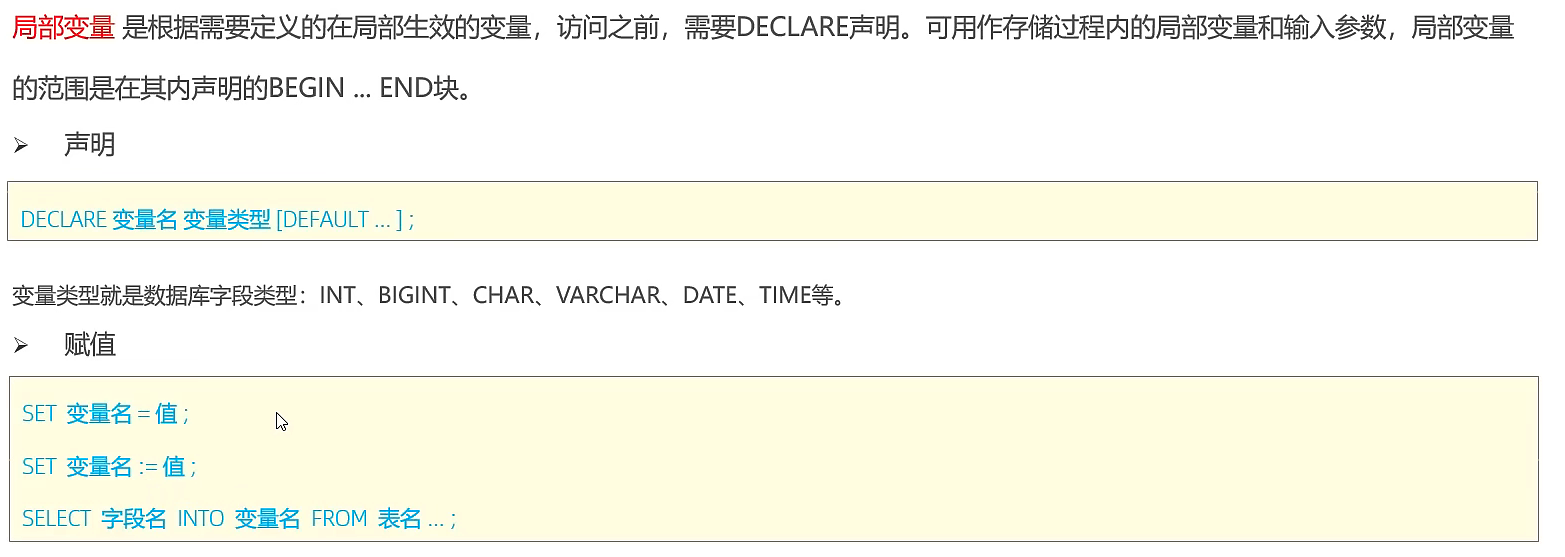 局部变量 是根据需要定义的在局部生效的变量，访问之前，需要DECLARE声明。可用作存储过程内的局部变量和输入参数，局部变量
的范围是在其内声明的BEGIN ... END块。
➢ 声明
DECLARE 变量名 变量类型 [DEFAULT ... ] ;
变量类型就是数据库字段类型：INT、BIGINT、CHAR、VARCHAR、DATE、TIME等。
➢ 赋值
SET 变量名 = 值 ;
SET 变量名 := 值 ;
SELECT 字段名 INTO 变量名 FROM 表名 ... ;